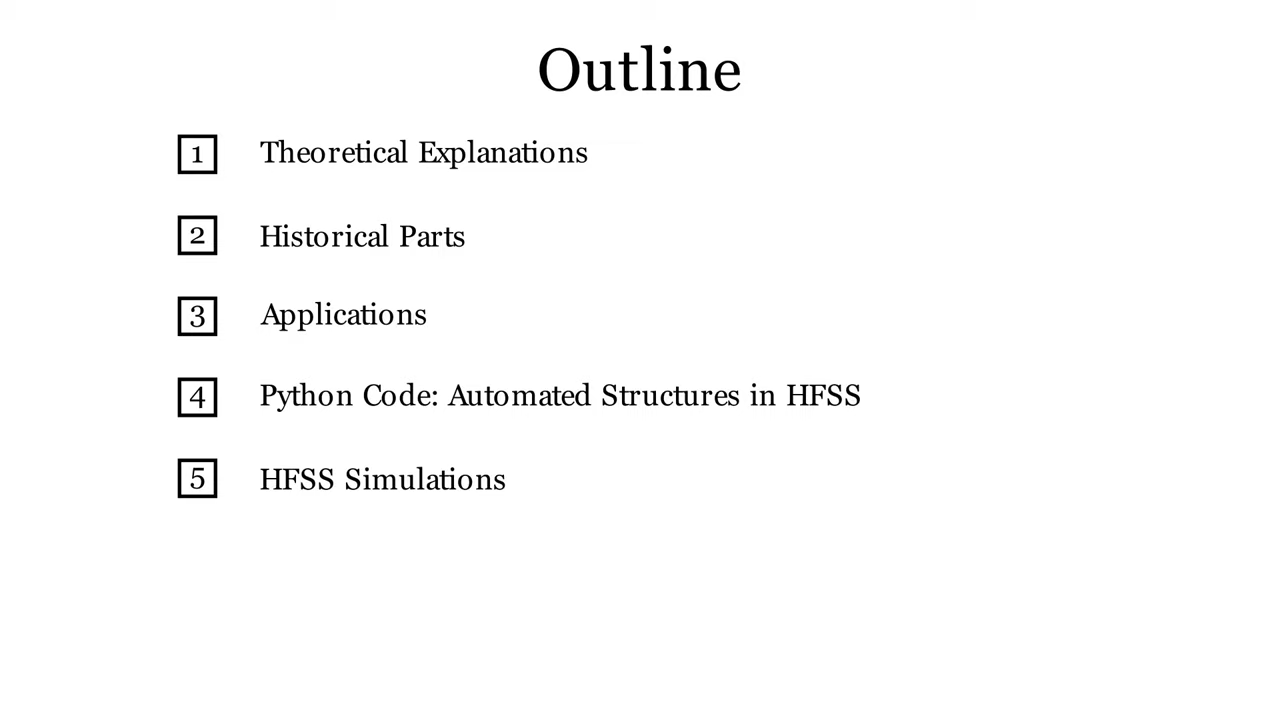 Outline
1 Theoretical Explanations
2 Historical Parts
3 Applications
4 Python Code: Automated Structures in HFSS
5 HFSS Simulations